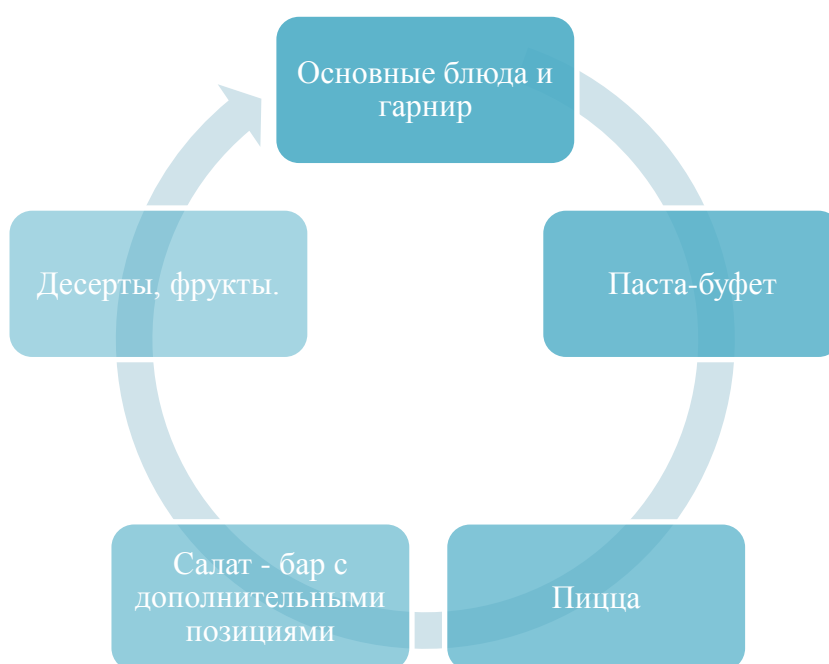 Основные блюда и
гарнир
Паста-буфет
Пицца
Салат - бар с
дополнительными
позициями
Десерты, фрукты.